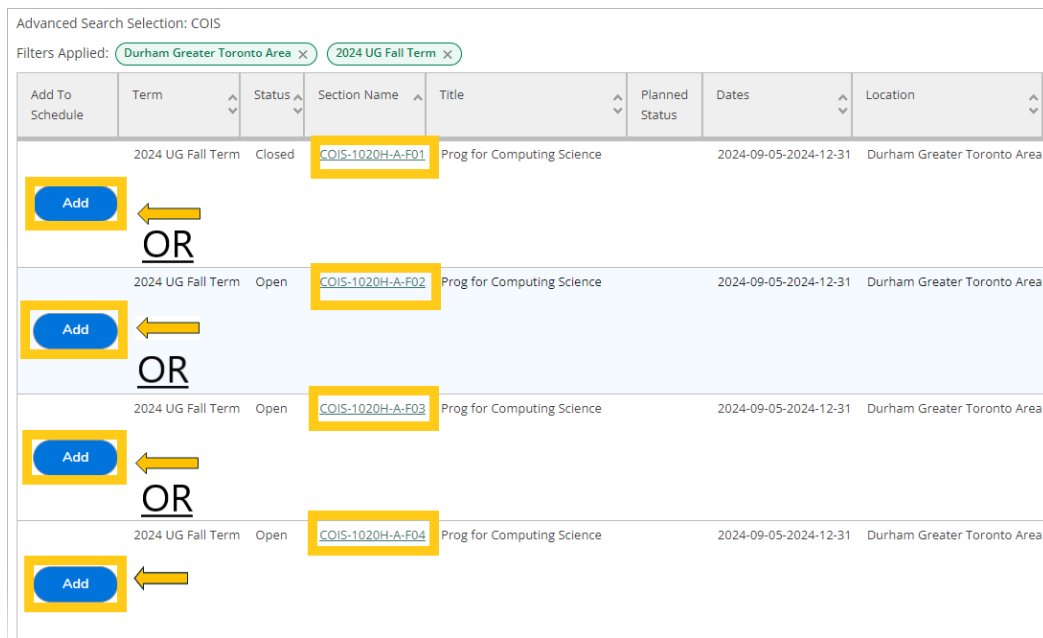 Advanced Search Selection: COIS
Filters Applied: Durham Greater Toronto Area × 2024 UG Fall Term ×
Add To Schedule Term Status Section Name Title Planned Status Dates Location
2024 UG Fall Term Closed COIS-1020H-A-F01 Prog for Computing Science 2024-09-05-2024-12-31 Durham Greater Toronto Area
Add
OR
2024 UG Fall Term Open COIS-1020H-A-F02 Prog for Computing Science 2024-09-05-2024-12-31 Durham Greater Toronto Area
Add
OR
2024 UG Fall Term Open COIS-1020H-A-F03 Prog for Computing Science 2024-09-05-2024-12-31 Durham Greater Toronto Area
Add
OR
2024 UG Fall Term Open COIS-1020H-A-F04 Prog for Computing Science 2024-09-05-2024-12-31 Durham Greater Toronto Area
Add